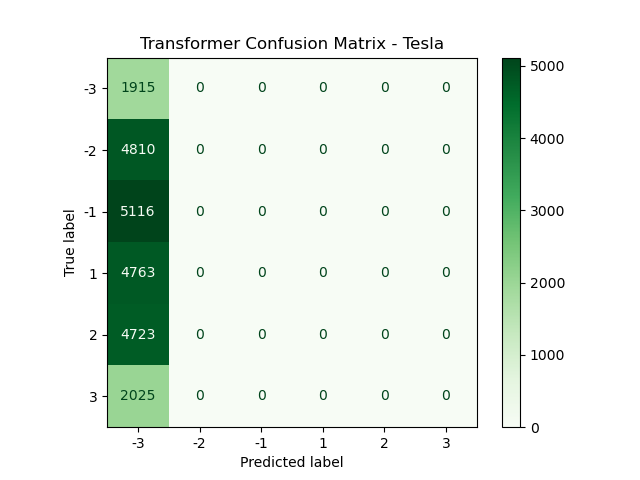 Transformer Confusion Matrix - Tesla
True label
-3 1915 0 0 0 0 0
-2 4810 0 0 0 0 0
-1 5116 0 0 0 0 0
1 4763 0 0 0 0 0
2 4723 0 0 0 0 0
3 2025 0 0 0 0 0
-3 -2 -1 1 2 3
Predicted label
5000
4000
3000
2000
1000
0